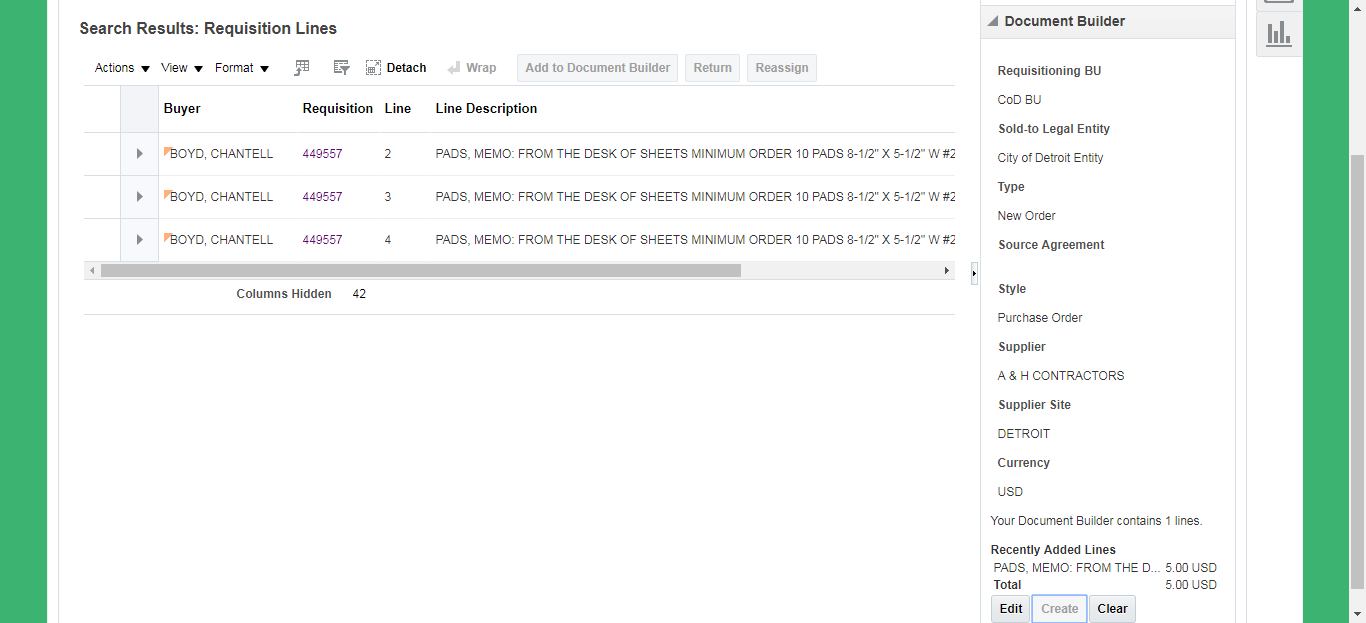 Search Results: Requisition Lines
Actions View Format Detach Wrap Add to Document Builder Return Reassign
Buyer Requisition Line Line Description
BOYD, CHANTELL 449557 2 PADS, MEMO: FROM THE DESK OF SHEETS MINIMUM ORDER 10 PADS 8-1/2" X 5-1/2" W #2
BOYD, CHANTELL 449557 3 PADS, MEMO: FROM THE DESK OF SHEETS MINIMUM ORDER 10 PADS 8-1/2" X 5-1/2" W #2
BOYD, CHANTELL 449557 4 PADS, MEMO: FROM THE DESK OF SHEETS MINIMUM ORDER 10 PADS 8-1/2" X 5-1/2" W #2
Columns Hidden 42
Document Builder
Requisitioning BU
CoD BU
Sold-to Legal Entity
City of Detroit Entity
Type
New Order
Source Agreement
Style
Purchase Order
Supplier
A & H CONTRACTORS
Supplier Site
DETROIT
Currency
USD
Your Document Builder contains 1 lines.
Recently Added Lines
PADS, MEMO: FROM THE D... 5.00 USD
Total 5.00 USD
Edit Create Clear